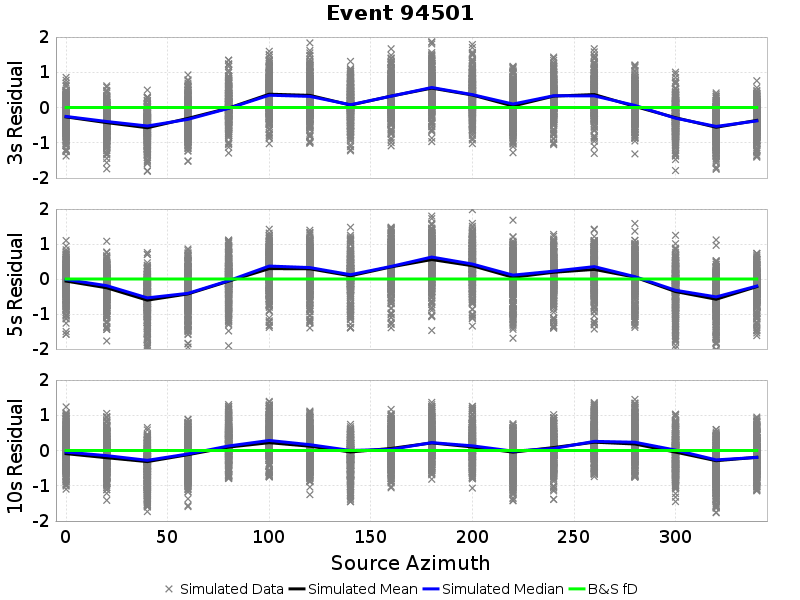 Event 94501
3s Residual
2
1
0
-1
-2
5s Residual
2
1
0
-1
-2
10s Residual
2
1
0
-1
-2
0 50 100 150 200 250 300
Source Azimuth
Simulated Data Simulated Mean Simulated Median B&S fD